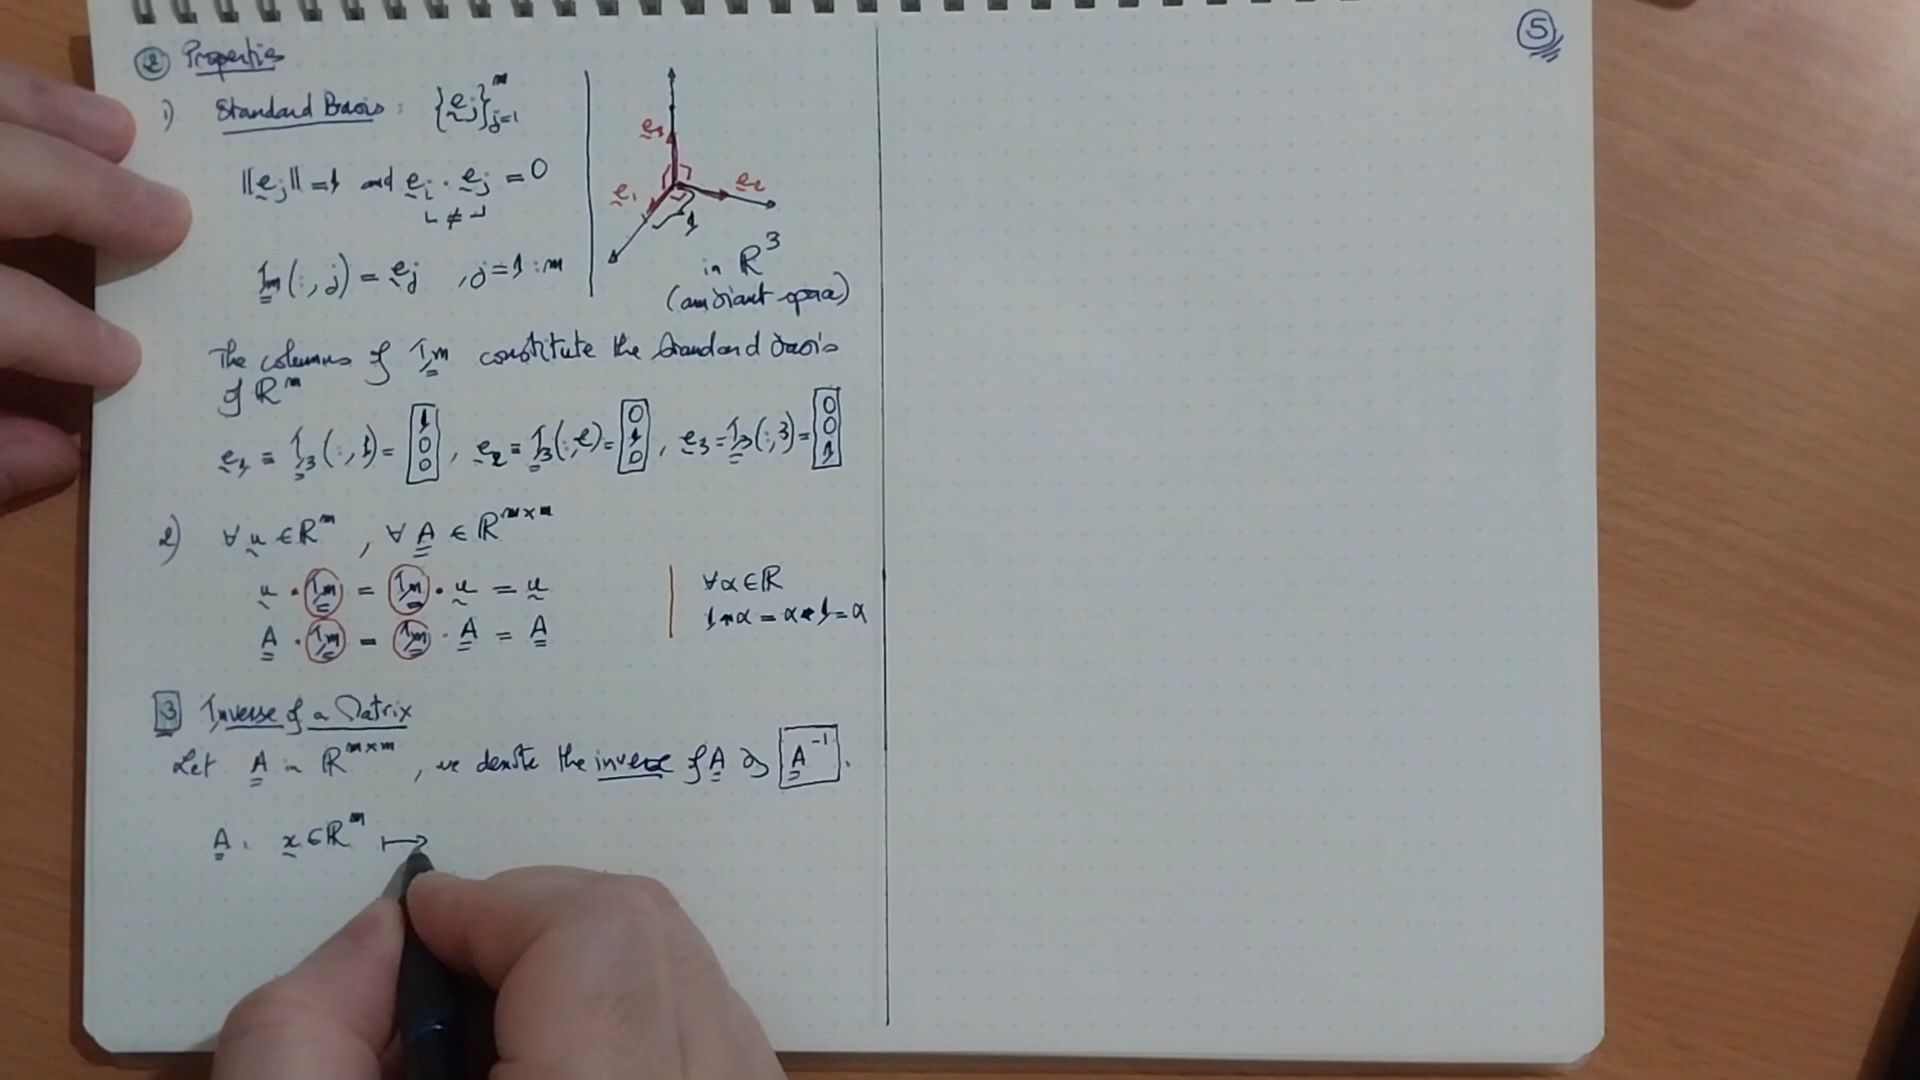 ② Properties
1) Standard Basis : {e_j}_{j=1}^m
||e_j|| = 1 and e_i · e_j = 0
i ≠ j
I_m(:,j) = e_j , j=1:m
e_3
e_1
e_2
1
in ℝ^3
(ambiant space)
The columns of I_m constitute the standard basis
of ℝ^m
e_1 ≡ I_3(:,1) = [1 0 0] , e_2 ≡ I_3(:,2) = [0 1 0] , e_3 = I_3(:,3) = [0 0 1]
2) ∀ u ∈ ℝ^m , ∀ A ∈ ℝ^{m×m}
u · I_m = I_m · u = u
A · I_m = I_m · A = A
∀ α ∈ ℝ
1*α = α*1 = α
3 Inverse of a Matrix
Let A in ℝ^{m×m} , we denote the inverse of A by A^{-1} .
A : x ∈ ℝ^m ↦
5